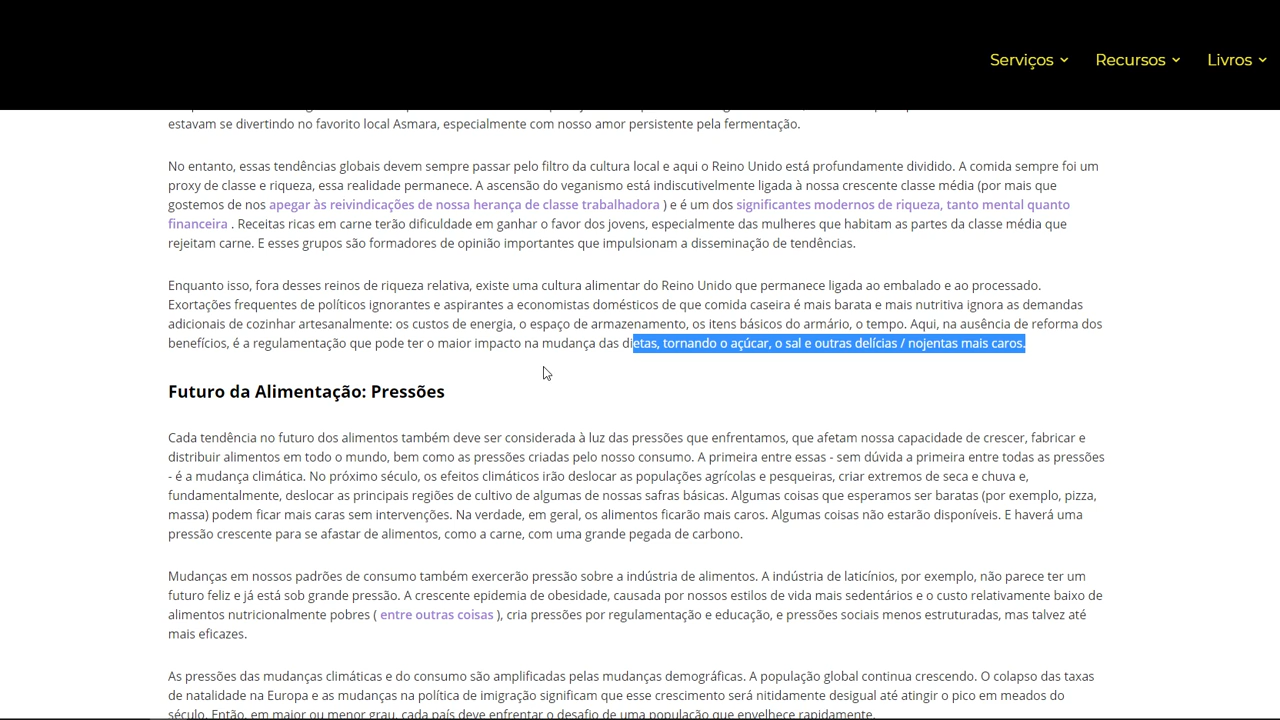 Serviços
Recursos
Livros
estavam se divertindo no favorito local Asmara, especialmente com nosso amor persistente pela fermentação.
No entanto, essas tendências globais devem sempre passar pelo filtro da cultura local e aqui o Reino Unido está profundamente dividido. A comida sempre foi um
proxy de classe e riqueza, essa realidade permanece. A ascensão do veganismo está indiscutivelmente ligada à nossa crescente classe média (por mais que
gostemos de nos apegar às reivindicações de nossa herança de classe trabalhadora ) e é um dos significantes modernos de riqueza, tanto mental quanto
financeira . Receitas ricas em carne terão dificuldade em ganhar o favor dos jovens, especialmente das mulheres que habitam as partes da classe média que
rejeitam carne. E esses grupos são formadores de opinião importantes que impulsionam a disseminação de tendências.
Enquanto isso, fora desses reinos de riqueza relativa, existe uma cultura alimentar do Reino Unido que permanece ligada ao embalado e ao processado.
Exortações frequentes de políticos ignorantes e aspirantes a economistas domésticos de que comida caseira é mais barata e mais nutritiva ignora as demandas
adicionais de cozinhar artesanalmente: os custos de energia, o espaço de armazenamento, os itens básicos do armário, o tempo. Aqui, na ausência de reforma dos
benefícios, é a regulamentação que pode ter o maior impacto na mudança das dietas, tornando o açúcar, o sal e outras delícias / nojentas mais caros.
Futuro da Alimentação: Pressões
Cada tendência no futuro dos alimentos também deve ser considerada à luz das pressões que enfrentamos, que afetam nossa capacidade de crescer, fabricar e
distribuir alimentos em todo o mundo, bem como as pressões criadas pelo nosso consumo. A primeira entre essas - sem dúvida a primeira entre todas as pressões
- é a mudança climática. No próximo século, os efeitos climáticos irão deslocar as populações agrícolas e pesqueiras, criar extremos de seca e chuva e,
fundamentalmente, deslocar as principais regiões de cultivo de algumas de nossas safras básicas. Algumas coisas que esperamos ser baratas (por exemplo, pizza,
massa) podem ficar mais caras sem intervenções. Na verdade, em geral, os alimentos ficarão mais caros. Algumas coisas não estarão disponíveis. E haverá uma
pressão crescente para se afastar de alimentos, como a carne, com uma grande pegada de carbono.
Mudanças em nossos padrões de consumo também exercerão pressão sobre a indústria de alimentos. A indústria de laticínios, por exemplo, não parece ter um
futuro feliz e já está sob grande pressão. A crescente epidemia de obesidade, causada por nossos estilos de vida mais sedentários e o custo relativamente baixo de
alimentos nutricionalmente pobres ( entre outras coisas ), cria pressões por regulamentação e educação, e pressões sociais menos estruturadas, mas talvez até
mais eficazes.
As pressões das mudanças climáticas e do consumo são amplificadas pelas mudanças demográficas. A população global continua crescendo. O colapso das taxas
de natalidade na Europa e as mudanças na política de imigração significam que esse crescimento será nitidamente desigual até atingir o pico em meados do
século. Então, em maior ou menor grau, cada país deve enfrentar o desafio de uma população que envelhece rapidamente.